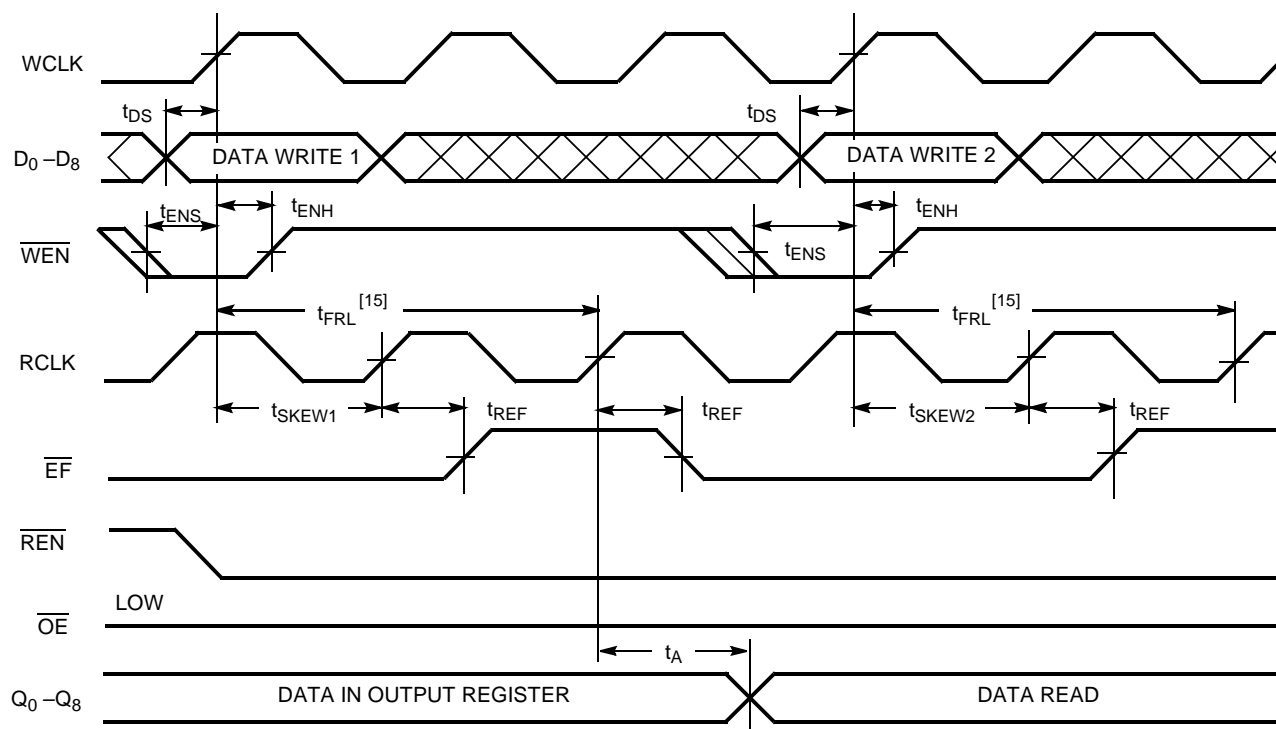 WCLK
tDS tDS
D0 –D8 DATA WRITE 1 DATA WRITE 2
tENS tENH tENH
WEN tENS
tFRL [15] tFRL [15]
RCLK
tSKEW1 tREF tREF tSKEW2 tREF
EF
REN
LOW
OE
tA
Q0 –Q8 DATA IN OUTPUT REGISTER DATA READ